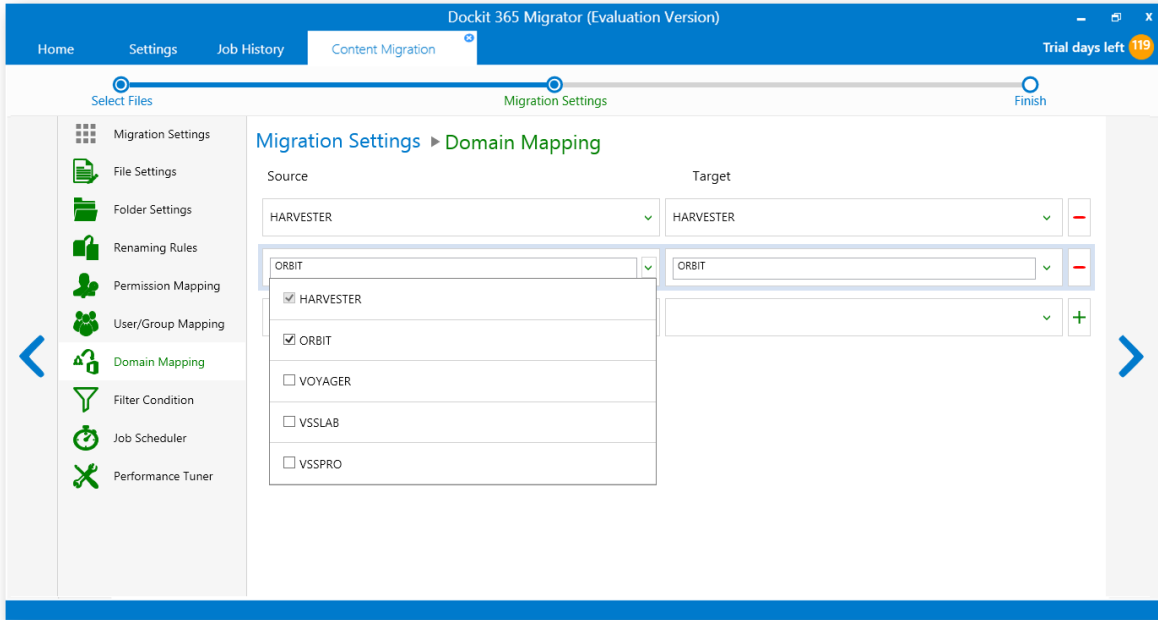 Dockit 365 Migrator (Evaluation Version)
Home Settings Job History Content Migration Trial days left 119
Select Files Migration Settings Finish
Migration Settings
File Settings
Folder Settings
Renaming Rules
Permission Mapping
User/Group Mapping
Domain Mapping
Filter Condition
Job Scheduler
Performance Tuner
Migration Settings Domain Mapping
Source Target
HARVESTER HARVESTER
ORBIT ORBIT
HARVESTER
ORBIT
VOYAGER
VSSLAB
VSSPRO